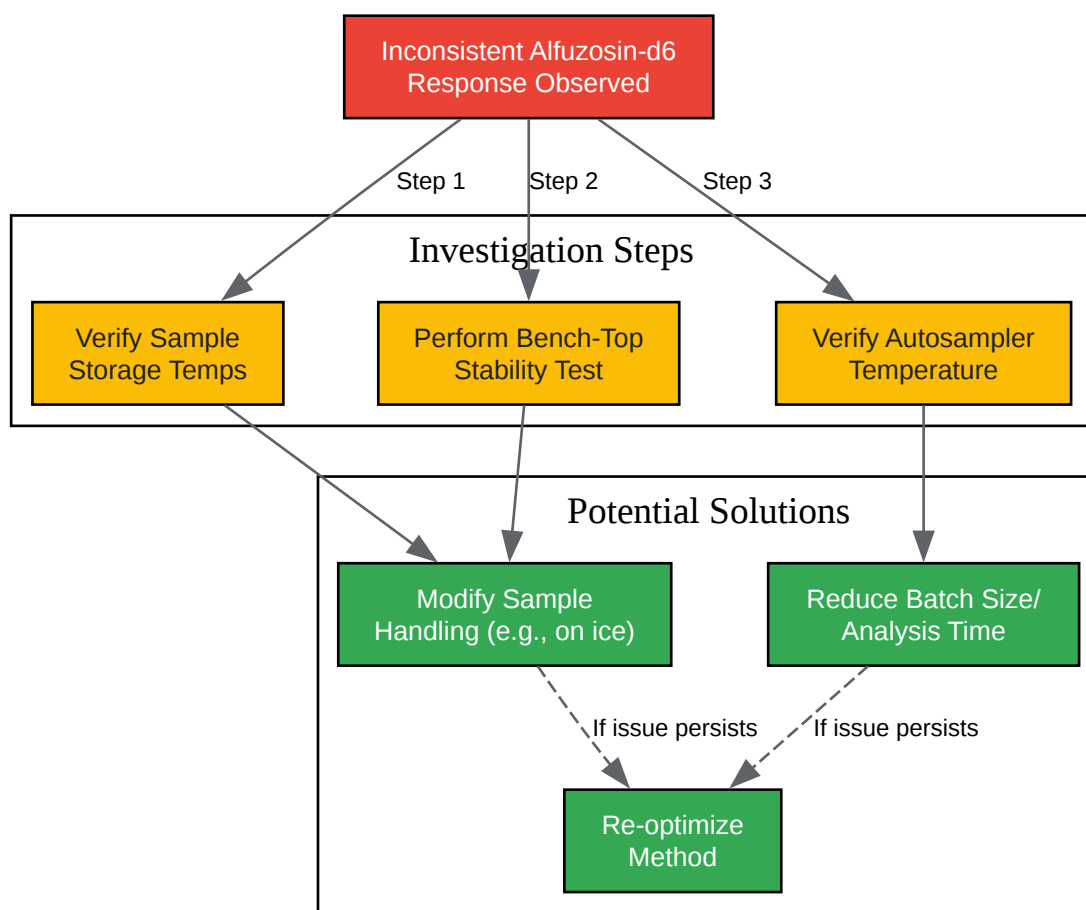 Inconsistent Alfuzosin-d6
Response Observed
Step 1
Step 2
Step 3
Investigation Steps
Verify Sample
Storage Temps
Perform Bench-Top
Stability Test
Verify Autosampler
Temperature
Potential Solutions
Modify Sample
Handling (e.g., on ice)
Reduce Batch Size/
Analysis Time
If issue persists
If issue persists
Re-optimize
Method